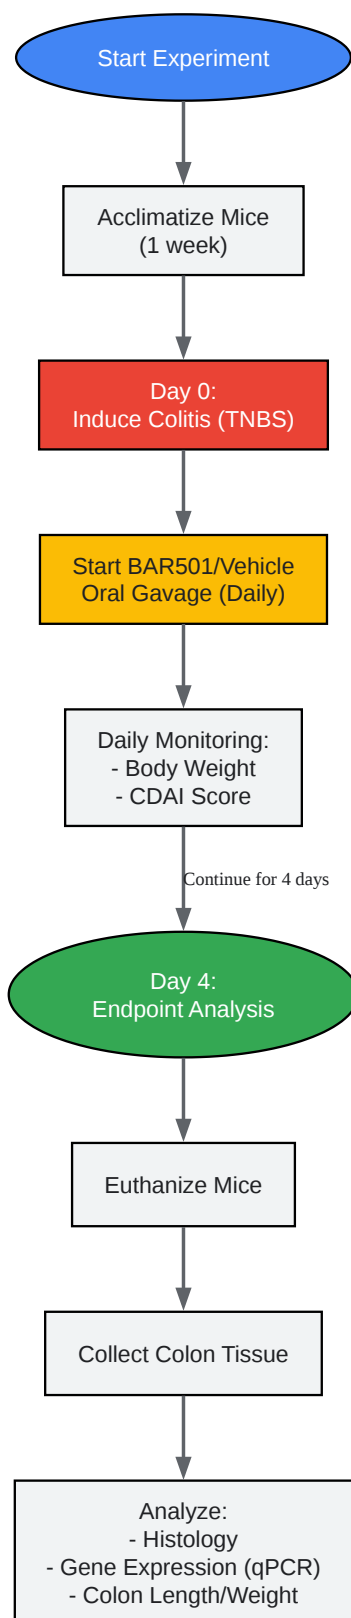 Start Experiment
Acclimatize Mice
(1 week)
Day 0:
Induce Colitis (TNBS)
Start BAR501/Vehicle
Oral Gavage (Daily)
Daily Monitoring:
- Body Weight
- CDAI Score
Continue for 4 days
Day 4:
Endpoint Analysis
Euthanize Mice
Collect Colon Tissue
Analyze:
- Histology
- Gene Expression (qPCR)
- Colon Length/Weight